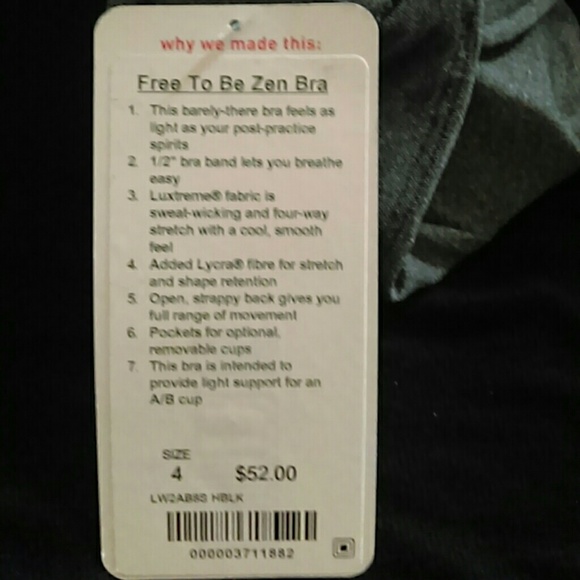 why we made this:
Free To Be Zen Bra
1. This barely-there bra feels as
light as your post-practice
spirits
2. 1/2" bra band lets you breathe
easy
3. Luxtreme® fabric is
sweat-wicking and four-way
stretch with a cool, smooth
feel
4. Added Lycra® fibre for stretch
and shape retention
5. Open, strappy back gives you
full range of movement
6. Pockets for optional,
removable cups
7. This bra is intended to
provide light support for an
A/B cup
SIZE
4 $52.00
LW2AB8S HBLK
000003711882